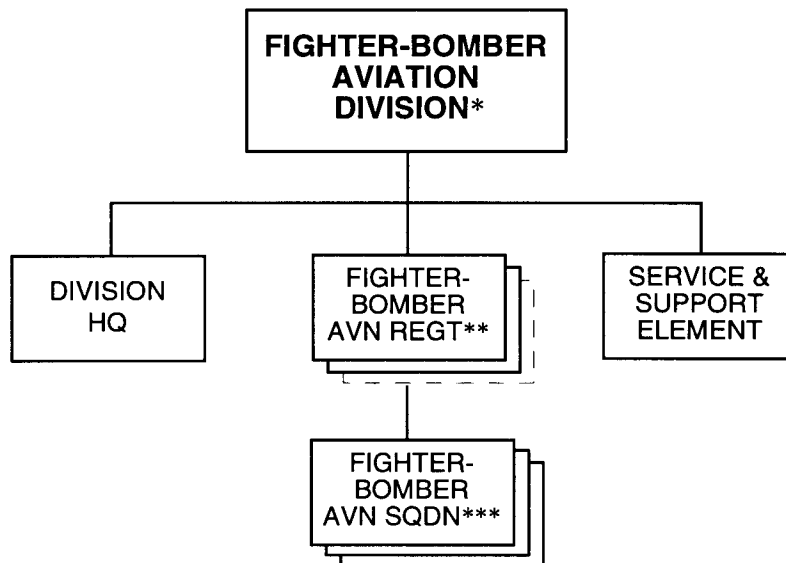 FIGHTER-BOMBER
AVIATION
DIVISION*
DIVISION
HQ
FIGHTER-
BOMBER
AVN REGT**
SERVICE &
SUPPORT
ELEMENT
FIGHTER-
BOMBER
AVN SQDN***